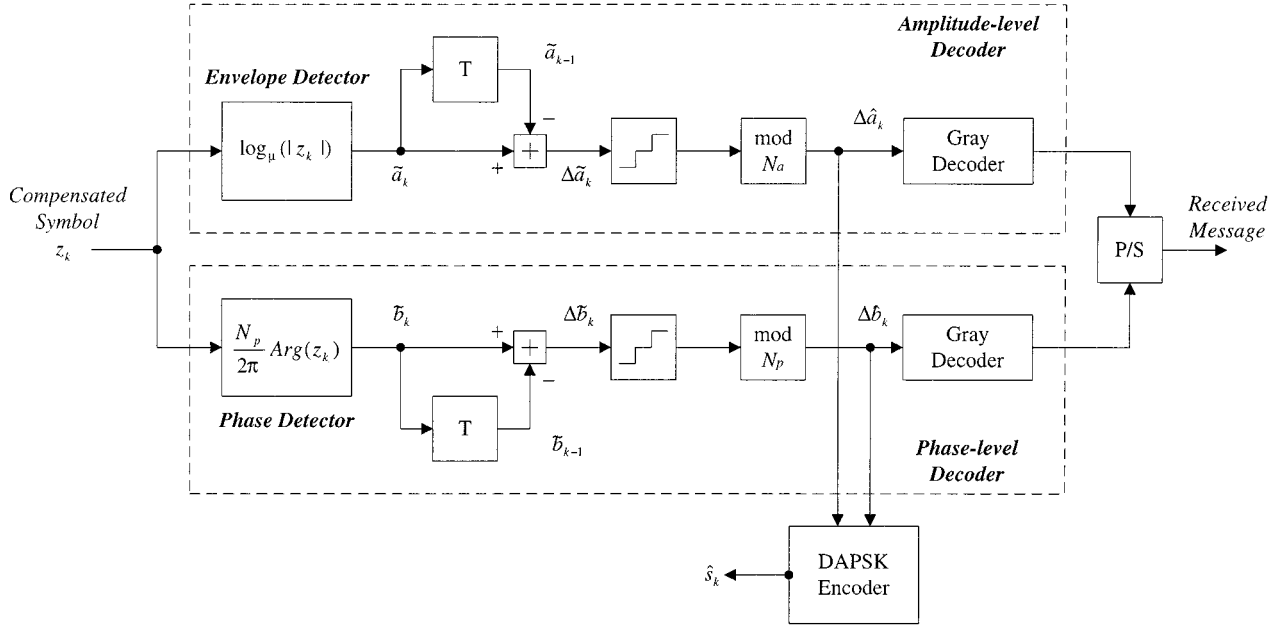 Amplitude-level
Decoder
Envelope Detector
T
ã_{k-1}
−
log_μ(|z_k|)
ã_k
+
+
Δã_k
mod
N_a
Δâ_k
Gray
Decoder
Compensated
Symbol
z_k
P/S
Received
Message
N_p
2π
Arg(z_k)
b̃_k
+
+
−
Δb̃_k
mod
N_p
Δb̂_k
Gray
Decoder
Phase Detector
T
b̃_{k-1}
Phase-level
Decoder
DAPSK
Encoder
ŝ_k